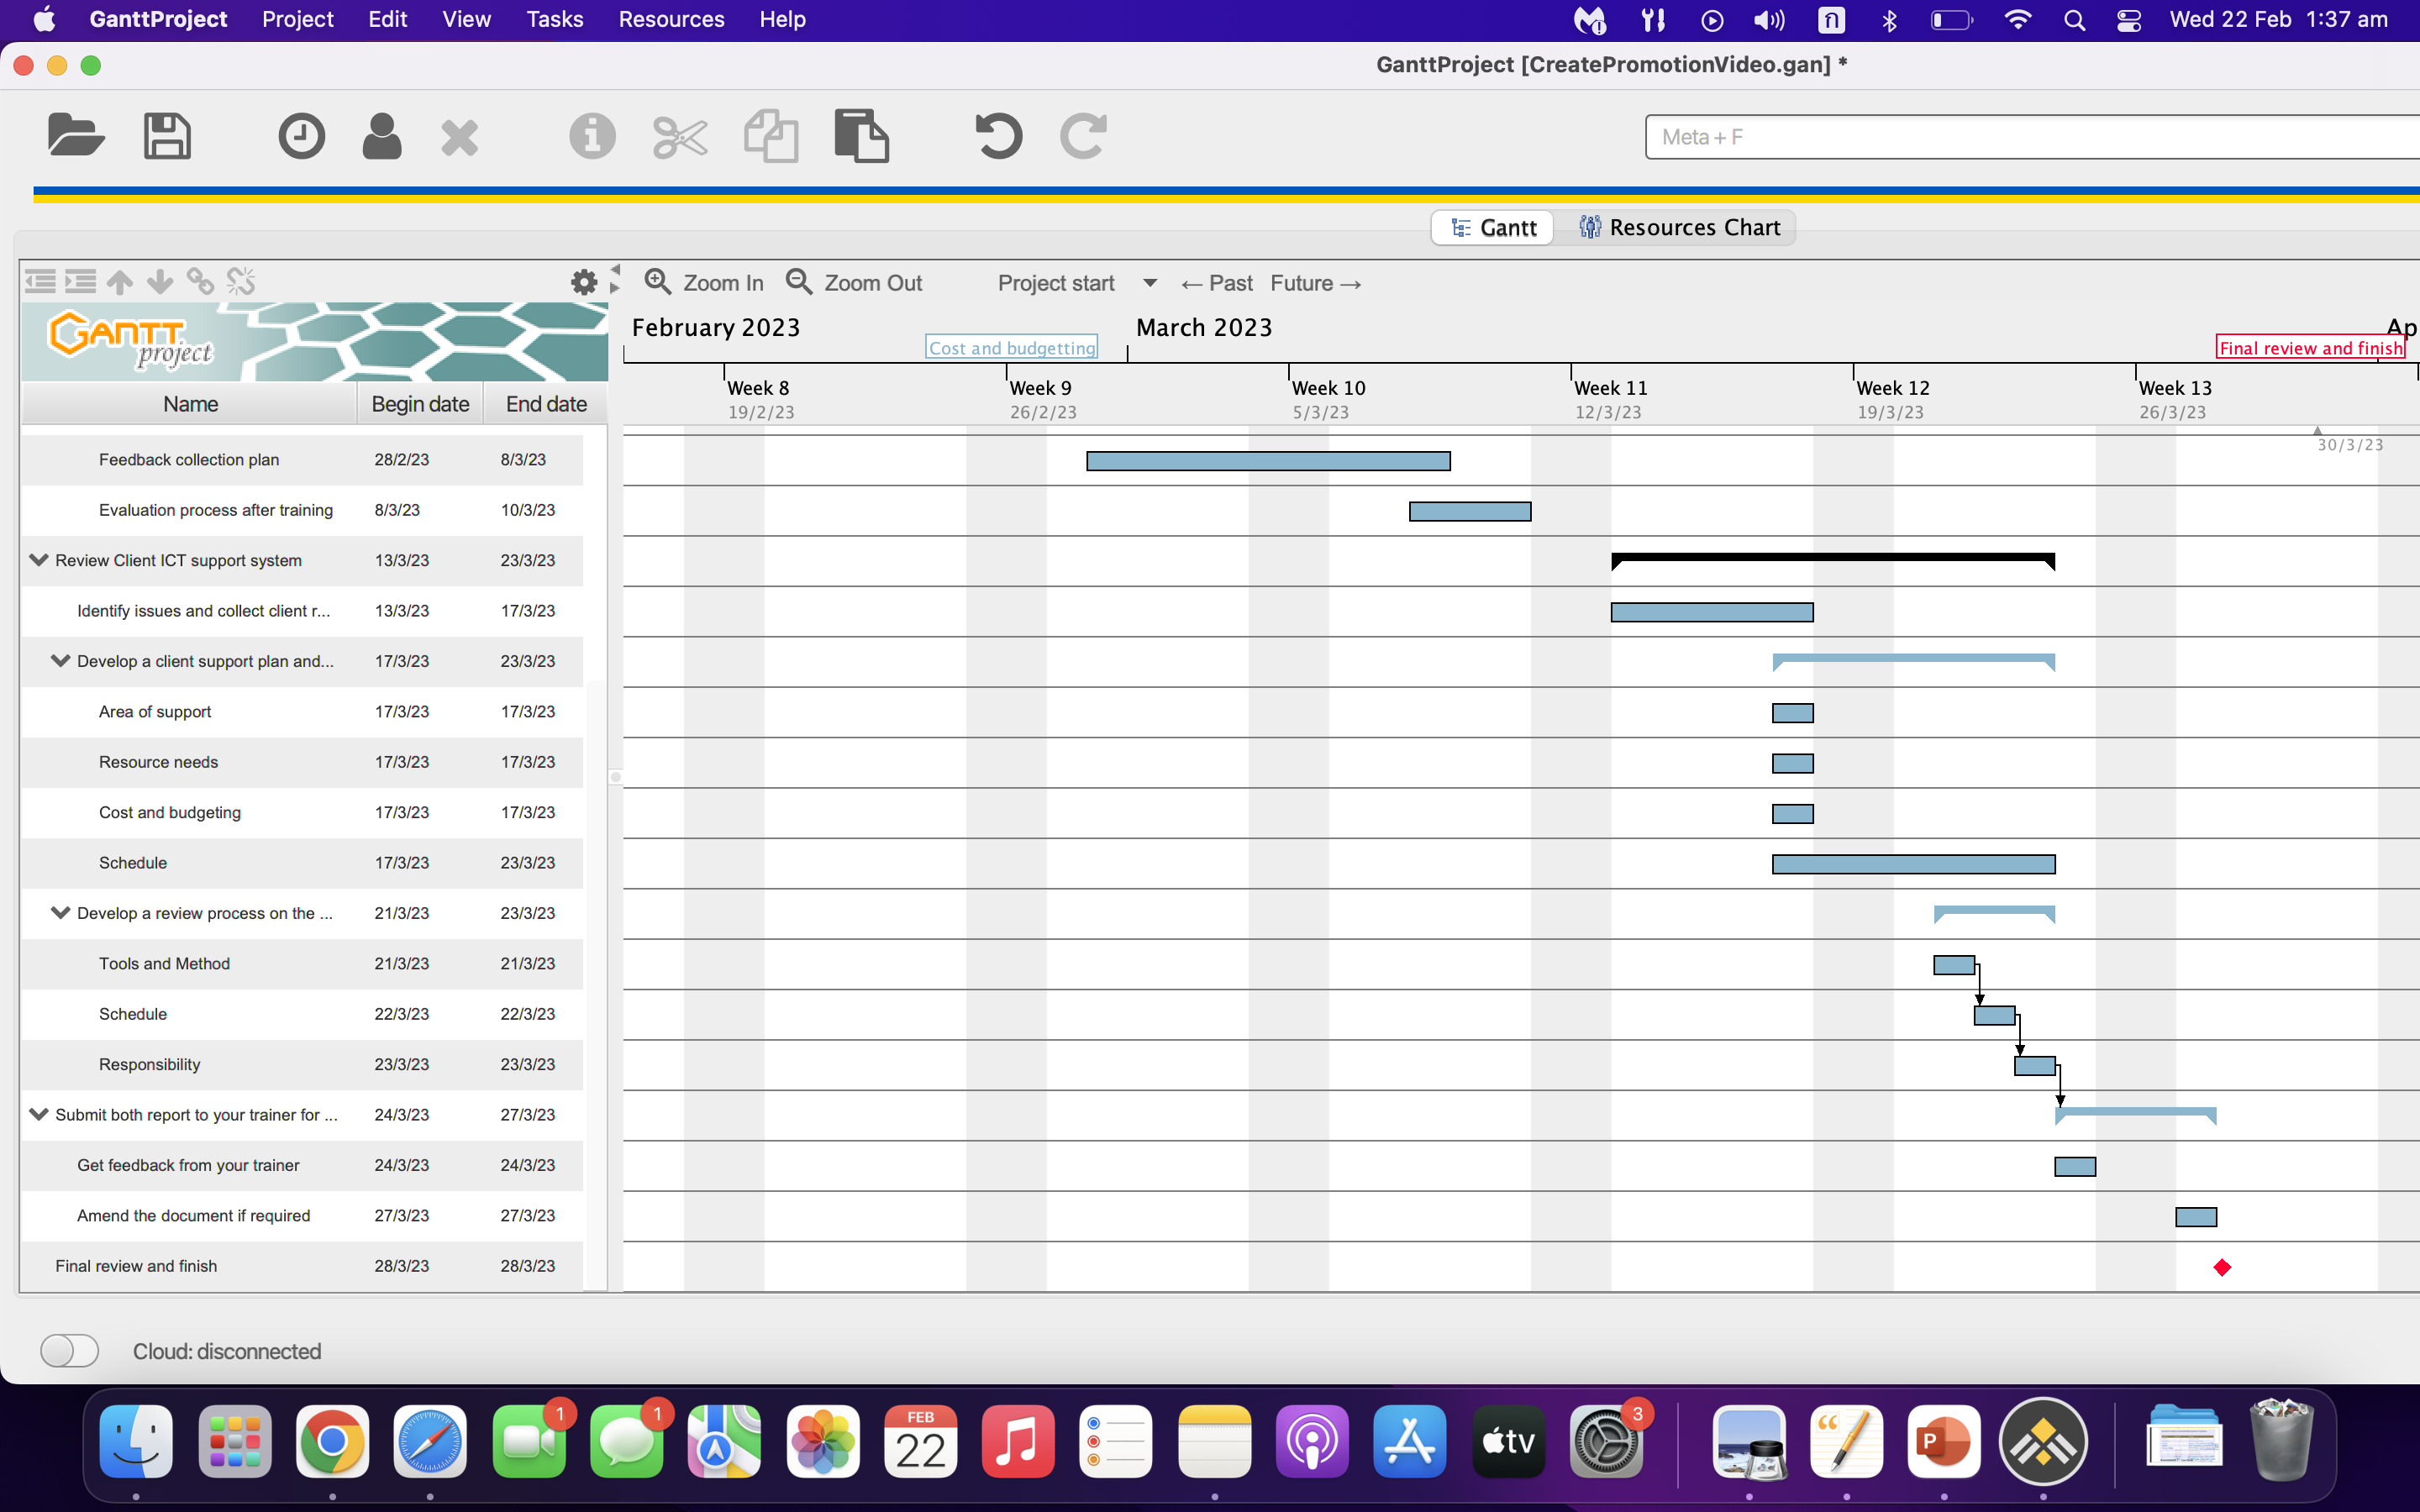 GanttProject Project Edit View Tasks Resources Help Wed 22 Feb 1:37 am
GanttProject [CreatePromotionVideo.gan] *
Meta + F
Gantt Resources Chart
Zoom In Zoom Out Project start ← Past Future →
GANTT project
February 2023 March 2023 Ap
Cost and budgetting Final review and finish
Name Begin date End date
Week 8 Week 9 Week 10 Week 11 Week 12 Week 13
19/2/23 26/2/23 5/3/23 12/3/23 19/3/23 26/3/23
30/3/23
Feedback collection plan 28/2/23 8/3/23
Evaluation process after training 8/3/23 10/3/23
Review Client ICT support system 13/3/23 23/3/23
Identify issues and collect client r... 13/3/23 17/3/23
Develop a client support plan and... 17/3/23 23/3/23
Area of support 17/3/23 17/3/23
Resource needs 17/3/23 17/3/23
Cost and budgeting 17/3/23 17/3/23
Schedule 17/3/23 23/3/23
Develop a review process on the ... 21/3/23 23/3/23
Tools and Method 21/3/23 21/3/23
Schedule 22/3/23 22/3/23
Responsibility 23/3/23 23/3/23
Submit both report to your trainer for ... 24/3/23 27/3/23
Get feedback from your trainer 24/3/23 24/3/23
Amend the document if required 27/3/23 27/3/23
Final review and finish 28/3/23 28/3/23
Cloud: disconnected
1 1 FEB 22 tv 3 P